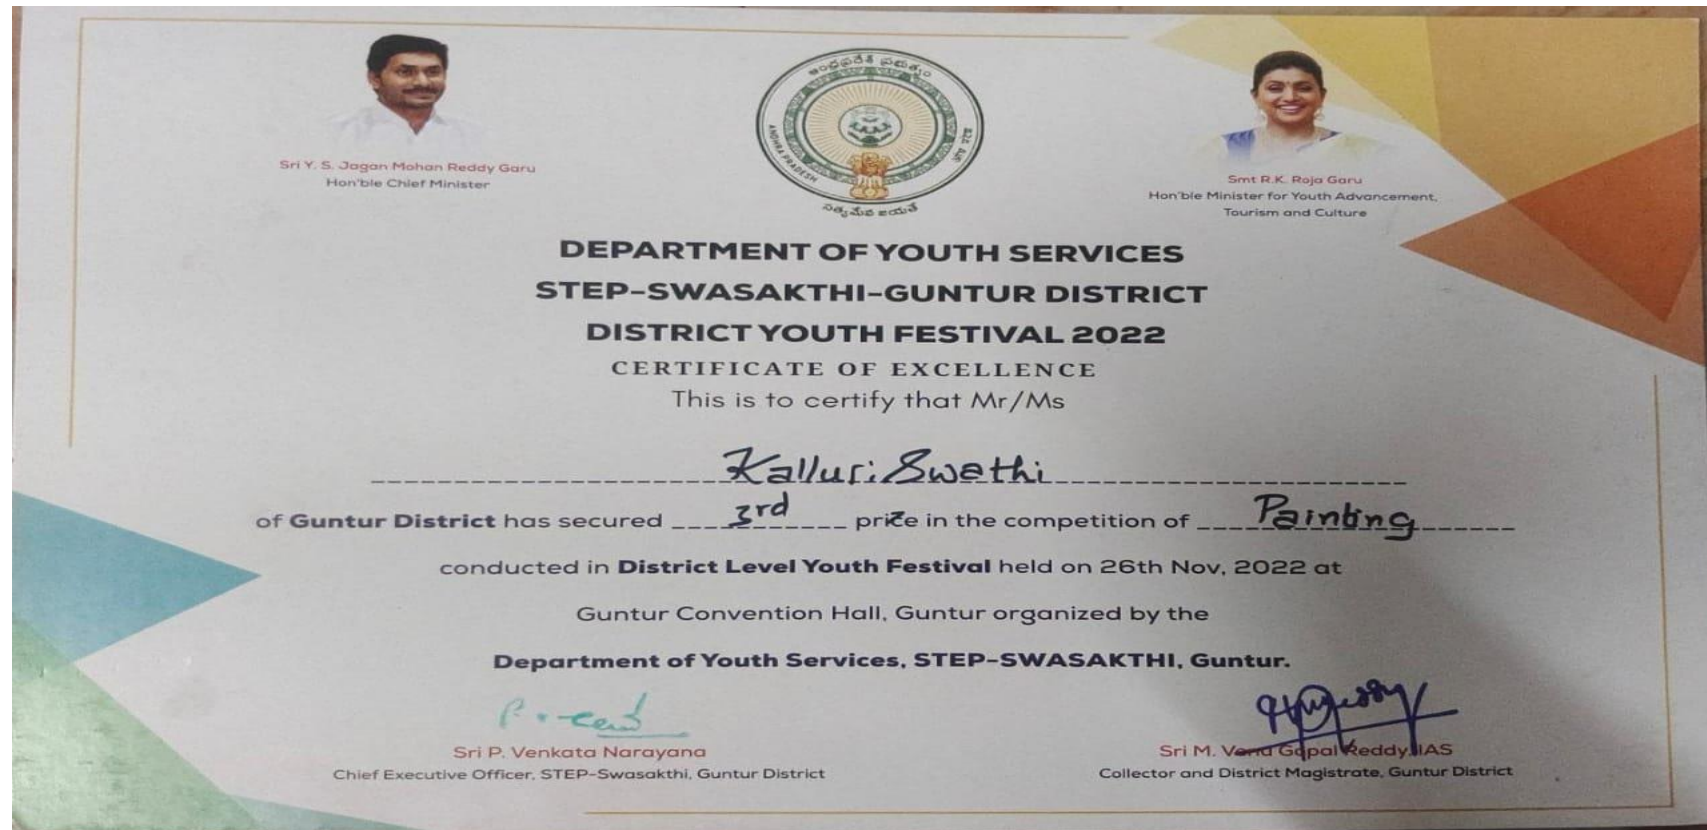 ఆంధ్రప్రదేశ్ ప్రభుత్వం
ANDHRA PRADESH
సత్యమేవ జయతే
Sri Y. S. Jagan Mohan Reddy Garu
Hon'ble Chief Minister
Smt R.K. Roja Garu
Hon'ble Minister for Youth Advancement,
Tourism and Culture
DEPARTMENT OF YOUTH SERVICES
STEP-SWASAKTHI-GUNTUR DISTRICT
DISTRICT YOUTH FESTIVAL 2022
CERTIFICATE OF EXCELLENCE
This is to certify that Mr/Ms
Kalluri Swathi
of Guntur District has secured 3rd prize in the competition of Painting
conducted in District Level Youth Festival held on 26th Nov, 2022 at
Guntur Convention Hall, Guntur organized by the
Department of Youth Services, STEP-SWASAKTHI, Guntur.
Sri P. Venkata Narayana
Chief Executive Officer, STEP-Swasakthi, Guntur District
Sri M. Venu Gopal Reddy, IAS
Collector and District Magistrate, Guntur District